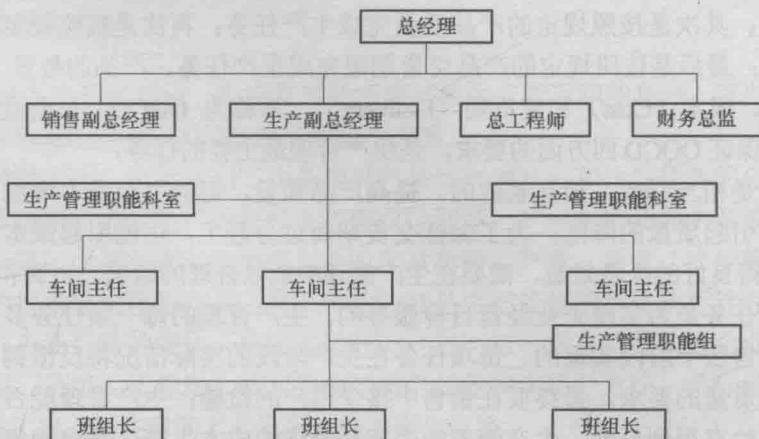 总经理
销售副总经理
生产副总经理
总工程师
财务总监
生产管理职能科室
生产管理职能科室
车间主任
车间主任
车间主任
生产管理职能组
班组长
班组长
班组长